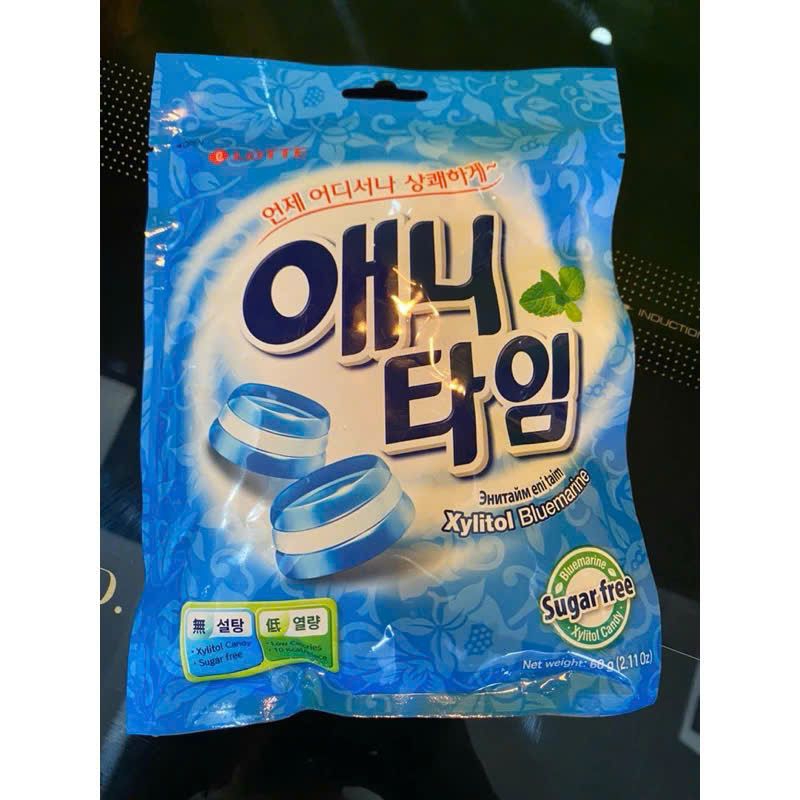 LOTTE
언제 어디서나 상쾌하게~
애니
타임
Энитайм eni taim
Xylitol Bluemarine
Bluemarine
Sugar free
Xylitol Candy
無 설탕
· Xylitol Candy
· Sugar free
低 열량
· Low Calories
Net weight: 60 g (2.11 Oz)
INDUCTION